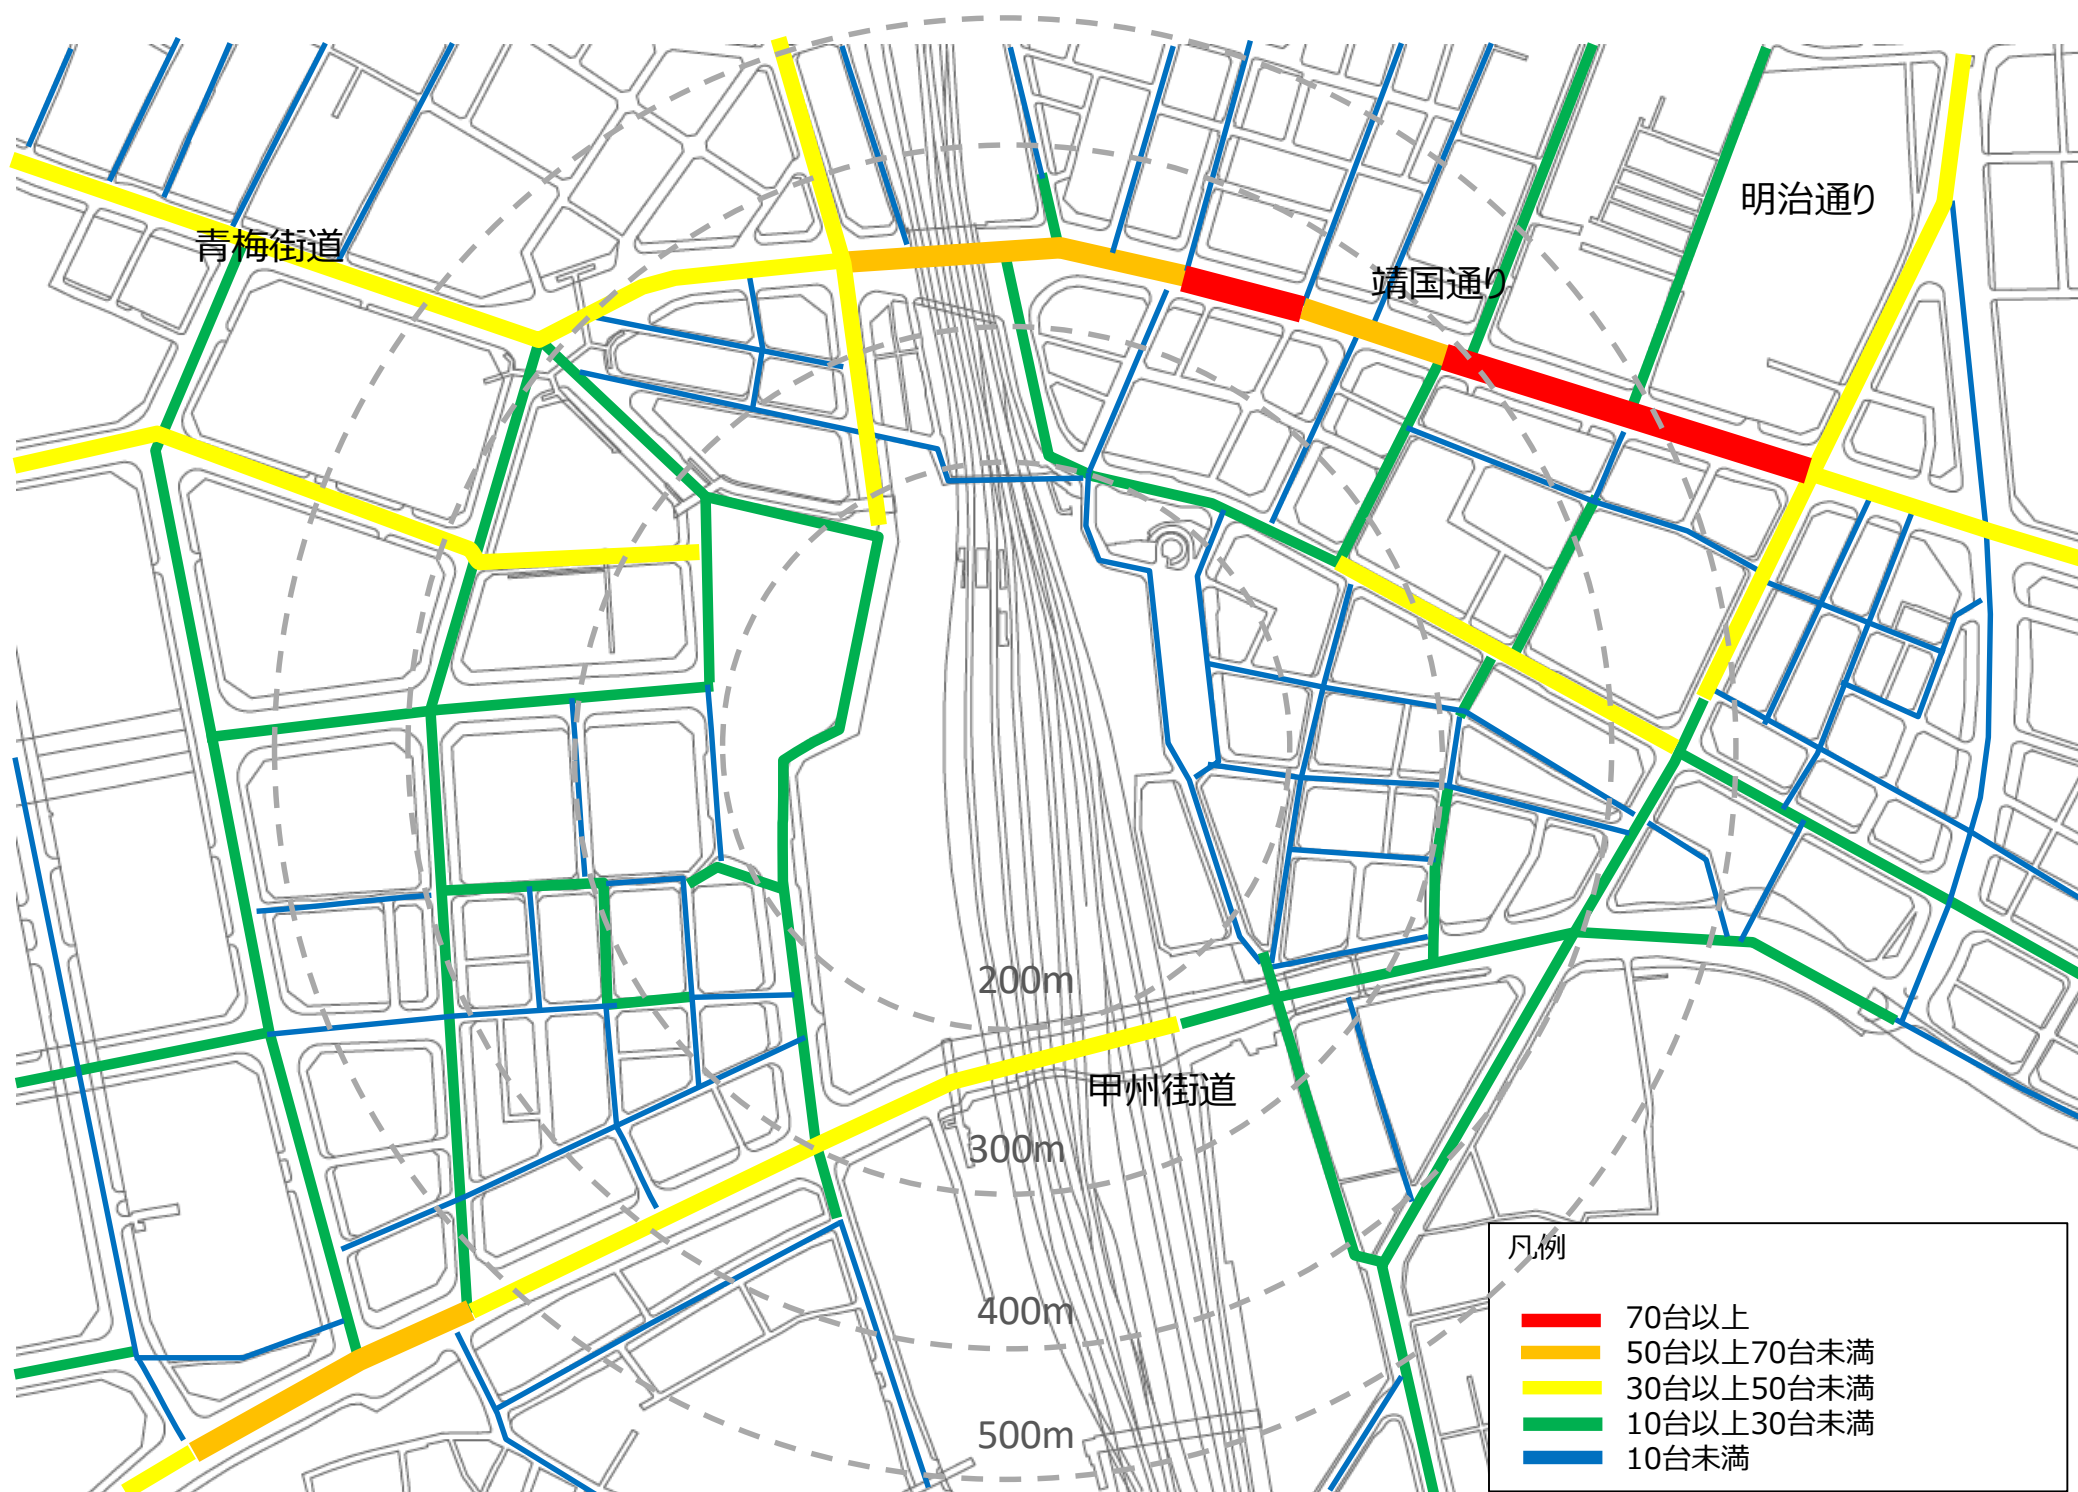 明治通り
青梅街道
靖国通り
200m
甲州街道
300m
400m
500m
凡例
70台以上
50台以上70台未満
30台以上50台未満
10台以上30台未満
10台未満